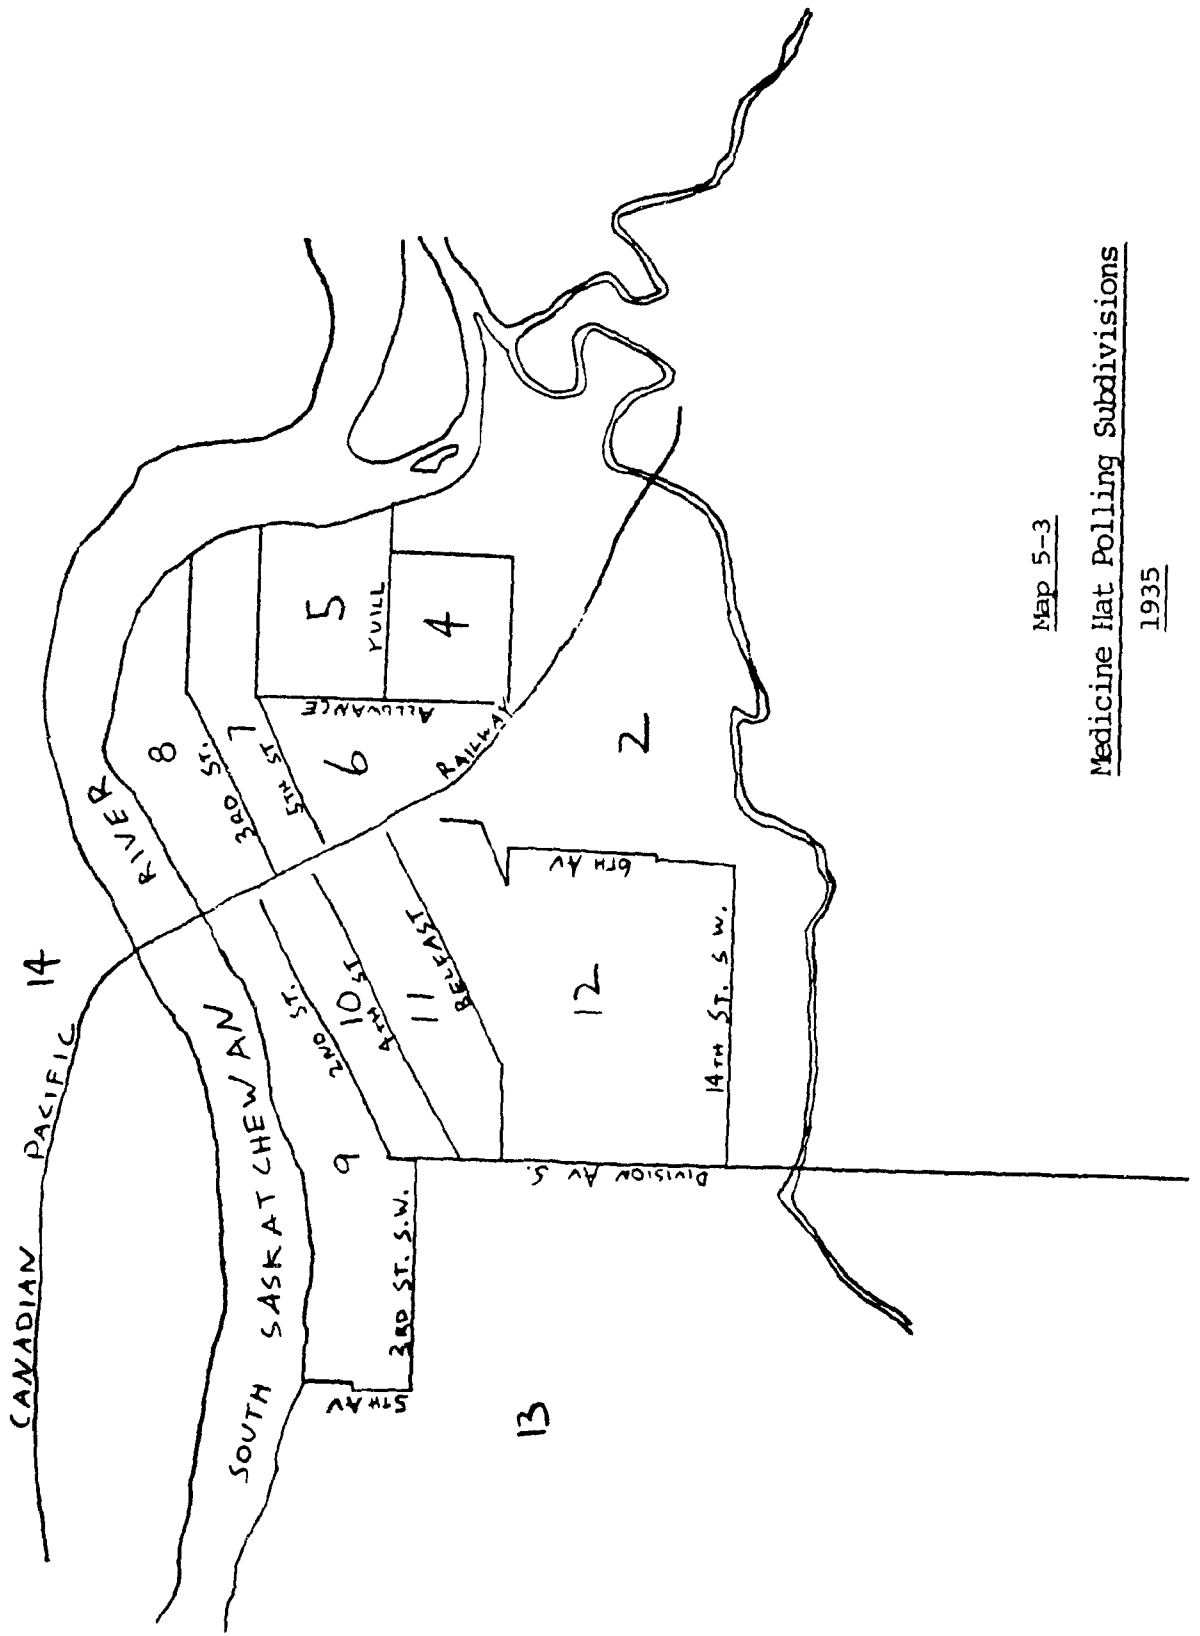 CANADIAN PACIFIC
RAILWAY
14
SOUTH SASKATCHEWAN
RIVER
8
3RD ST.
7
5TH ST
6
ALLOWANCE
5
YUILL
4
2
9
2ND ST.
10
4TH ST
11
BELFAST
12
6TH AV
14TH ST. S W.
DIVISION AV S.
3RD ST. S.W.
5TH AV
13
Map 5-3
Medicine Hat Polling Subdivisions
1935